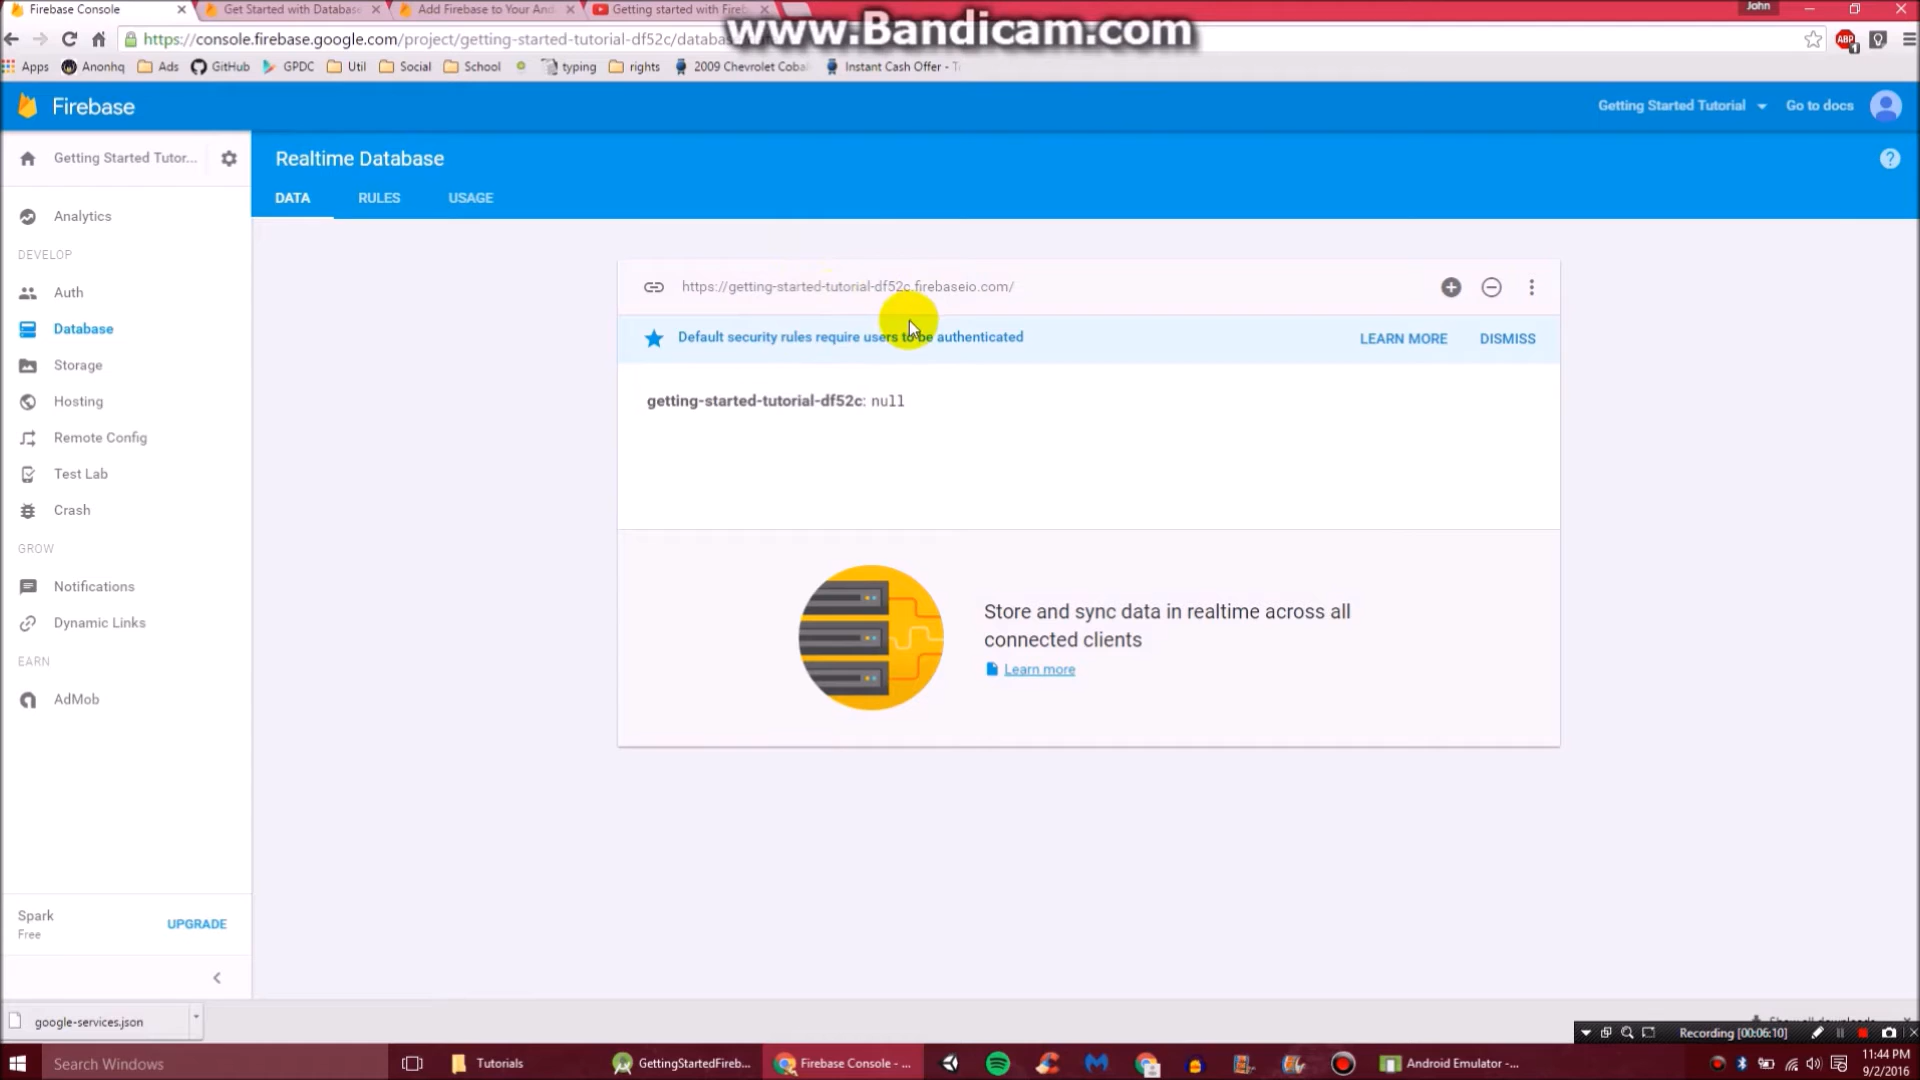 Firebase Console
Get Started with Database
Add Firebase to Your And
Getting started with Fireb
John
https://console.firebase.google.com/project/getting-started-tutorial-df52c/databas
www.Bandicam.com
ABP
1
Apps
Anonhq
Ads
GitHub
GPDC
Util
Social
School
typing
rights
2009 Chevrolet Coba
Instant Cash Offer - T
Firebase
Getting Started Tutorial
Go to docs
Getting Started Tutor...
Realtime Database
DATA
RULES
USAGE
Analytics
DEVELOP
Auth
Database
Storage
Hosting
Remote Config
Test Lab
Crash
GROW
Notifications
Dynamic Links
EARN
AdMob
https://getting-started-tutorial-df52c.firebaseio.com/
Default security rules require users to be authenticated
LEARN MORE
DISMISS
getting-started-tutorial-df52c: null
Store and sync data in realtime across all
connected clients
Learn more
Spark
Free
UPGRADE
google-services.json
Recording [00:06:10]
Search Windows
Tutorials
GettingStartedFireb...
Firebase Console - ...
Android Emulator -...
11:44 PM
9/2/2016